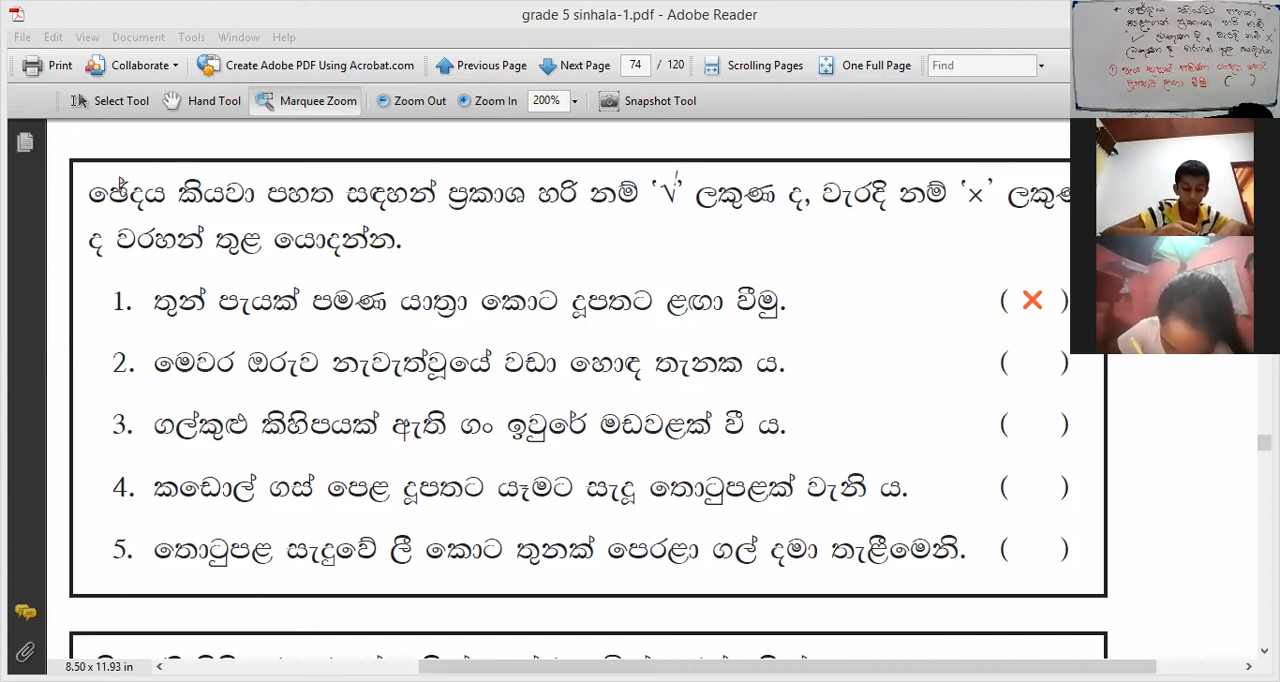 grade 5 sinhala-1.pdf - Adobe Reader
File Edit View Document Tools Window Help
Print Collaborate Create Adobe PDF Using Acrobat.com Previous Page Next Page 74 / 120 Scrolling Pages One Full Page Find
Select Tool Hand Tool Marquee Zoom Zoom Out Zoom In 200% Snapshot Tool
ඡේදය කියවා පහත සඳහන් ප්‍රකාශ හරි නම් ‘√’ ලකුණ ද, වැරදි නම් ‘×’ ලකුණ
ද වරහන් තුළ යොදන්න.
1. තුන් පැයක් පමණ යාත්‍රා කොට දූපතට ළඟා වීමු. ( × )
2. මෙවර ඔරුව නැවැත්වූයේ වඩා හොඳ තැනක ය. ( )
3. ගල්කුළු කිහිපයක් ඇති ගං ඉවුරේ මඩවළක් වී ය. ( )
4. කඩොල් ගස් පෙළ දූපතට යෑමට සැදූ තොටුපළක් වැනි ය. ( )
5. තොටුපළ සැදුවේ ලී කොට තුනක් පෙරළා ගල් දමා තැළීමෙනි. ( )
8.50 x 11.93 in